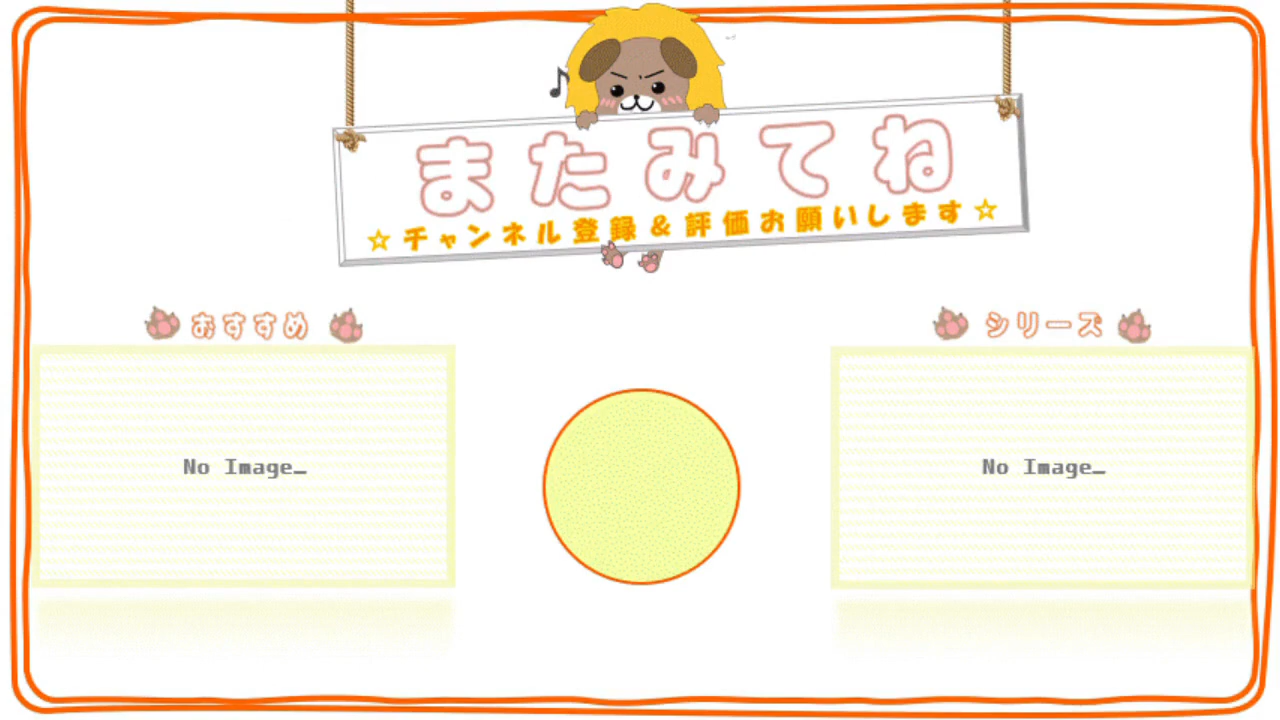 またみてね
☆チャンネル登録&評価お願いします☆
おすすめ
シリーズ
No Image_
No Image_